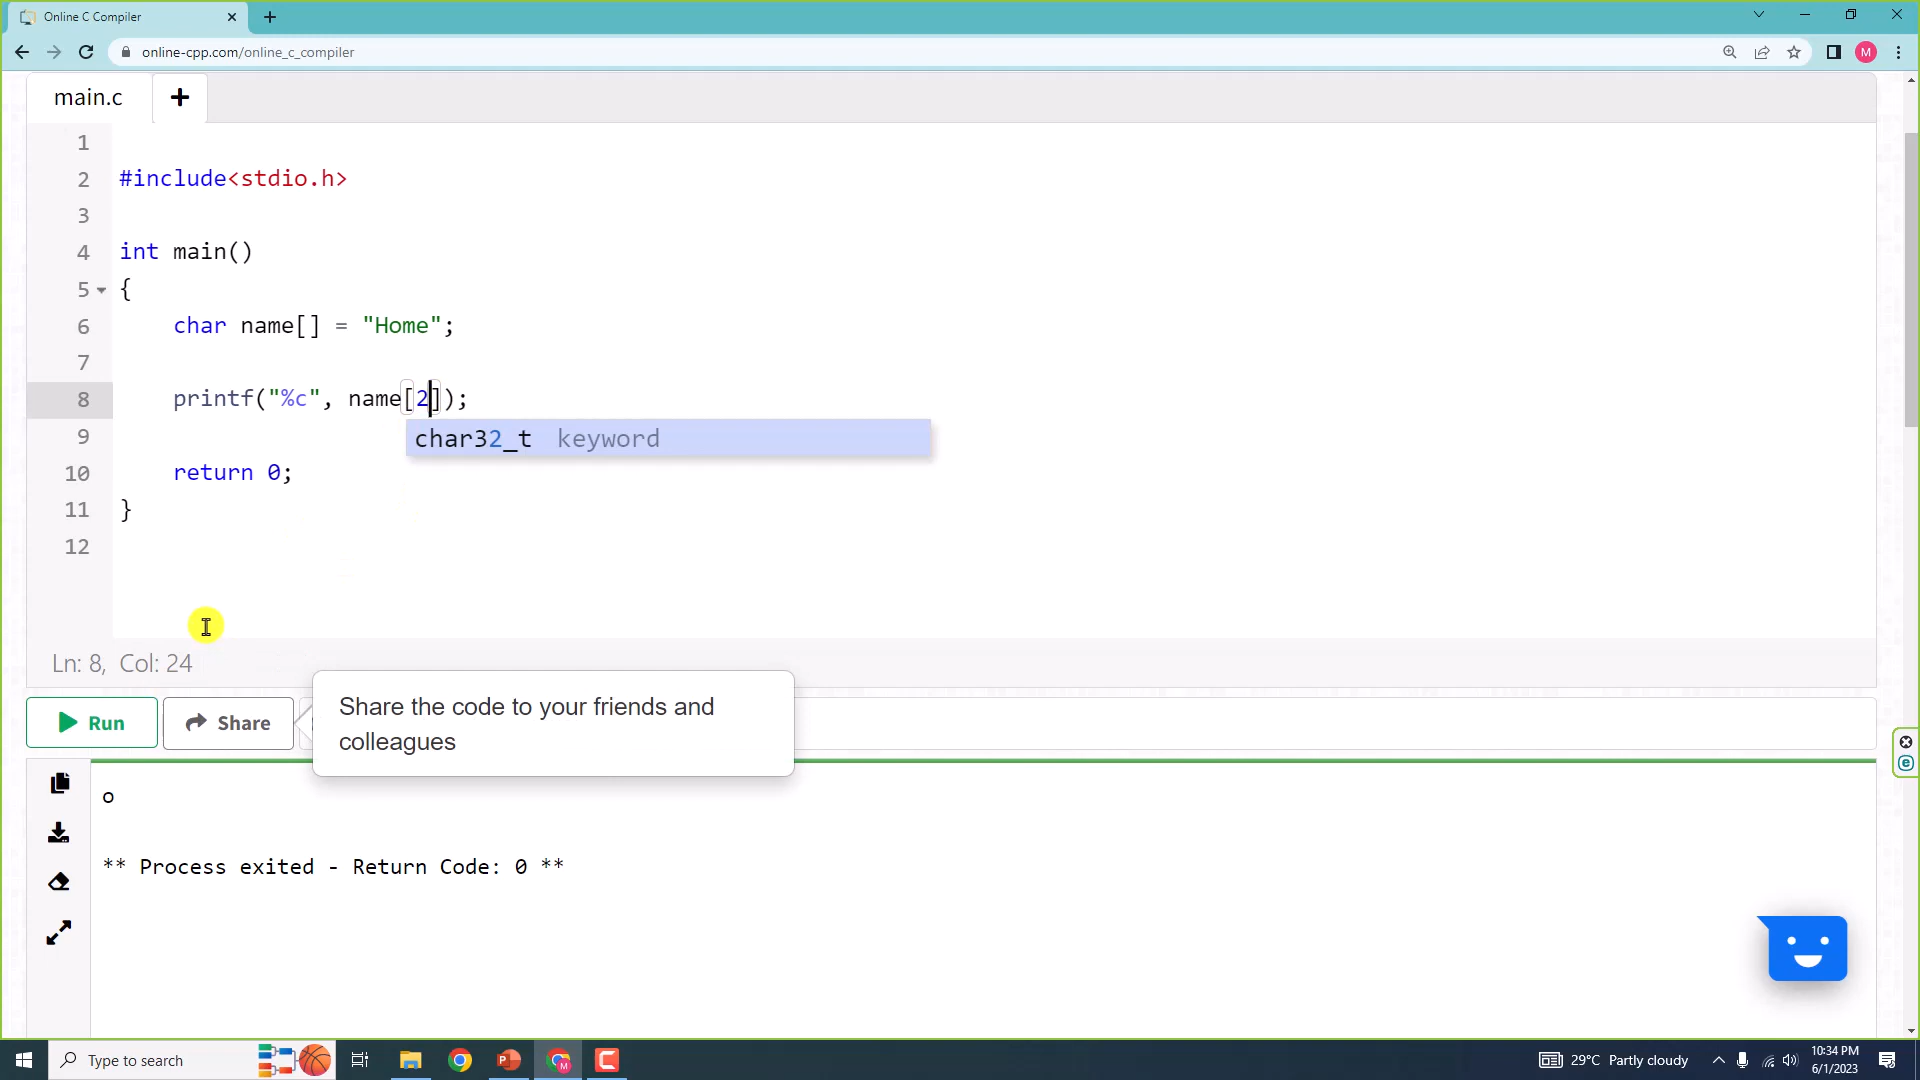 Online C Compiler
online-cpp.com/online_c_compiler
M
main.c
1
2 #include<stdio.h>
3
4 int main()
5 {
6 char name[] = "Home";
7
8 printf("%c", name[2]);
char32_t keyword
9
10 return 0;
11 }
12
Ln: 8, Col: 24
Run
Share
Share the code to your friends and
colleagues
o
** Process exited - Return Code: 0 **
Type to search
29°C Partly cloudy
10:34 PM
6/1/2023